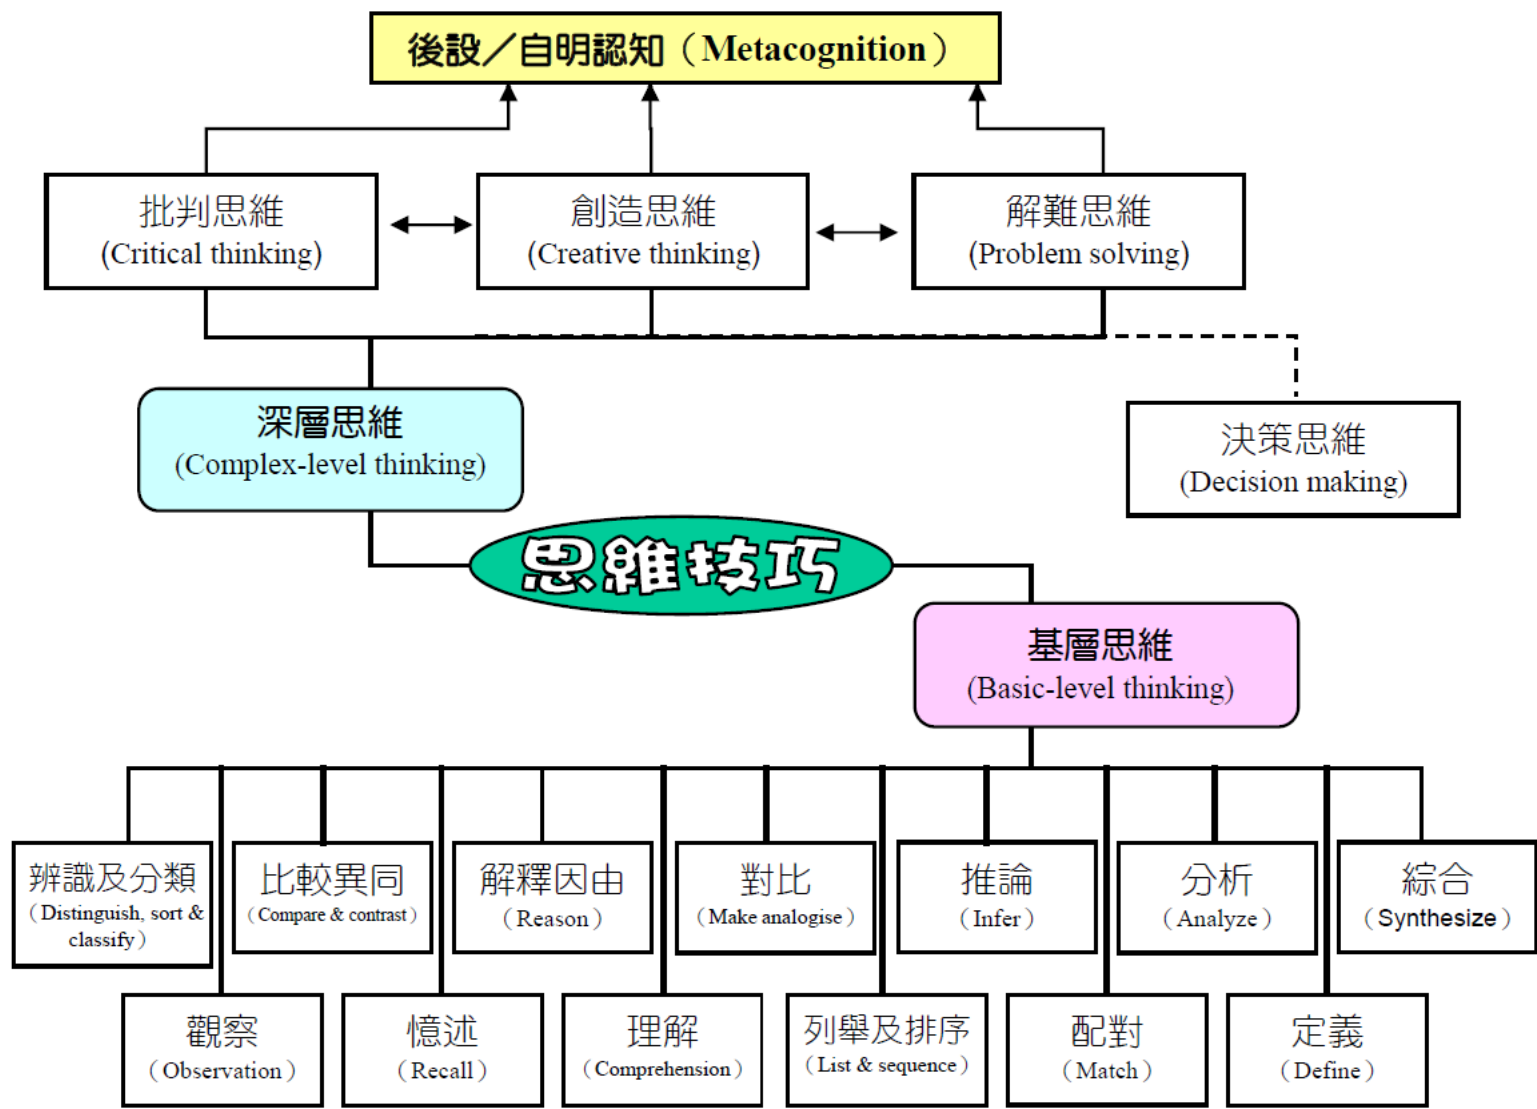 後設／自明認知（Metacognition）
批判思維
(Critical thinking)
創造思維
(Creative thinking)
解難思維
(Problem solving)
深層思維
(Complex-level thinking)
決策思維
(Decision making)
思維技巧
基層思維
(Basic-level thinking)
辨識及分類
（Distinguish, sort &
classify）
比較異同
（Compare & contrast）
解釋因由
（Reason）
對比
（Make analogise）
推論
（Infer）
分析
（Analyze）
綜合
（Synthesize）
觀察
（Observation）
憶述
（Recall）
理解
（Comprehension）
列舉及排序
（List & sequence）
配對
（Match）
定義
（Define）